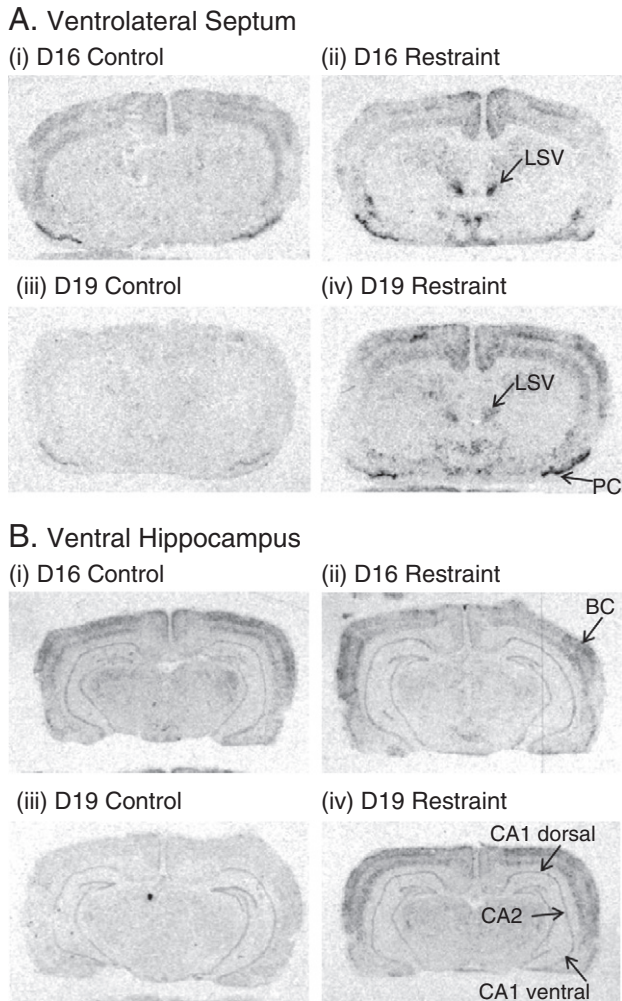 A. Ventrolateral Septum
(i) D16 Control
(ii) D16 Restraint
LSV
(iii) D19 Control
(iv) D19 Restraint
LSV
PC
B. Ventral Hippocampus
(i) D16 Control
(ii) D16 Restraint
BC
(iii) D19 Control
(iv) D19 Restraint
CA1 dorsal
CA2
CA1 ventral